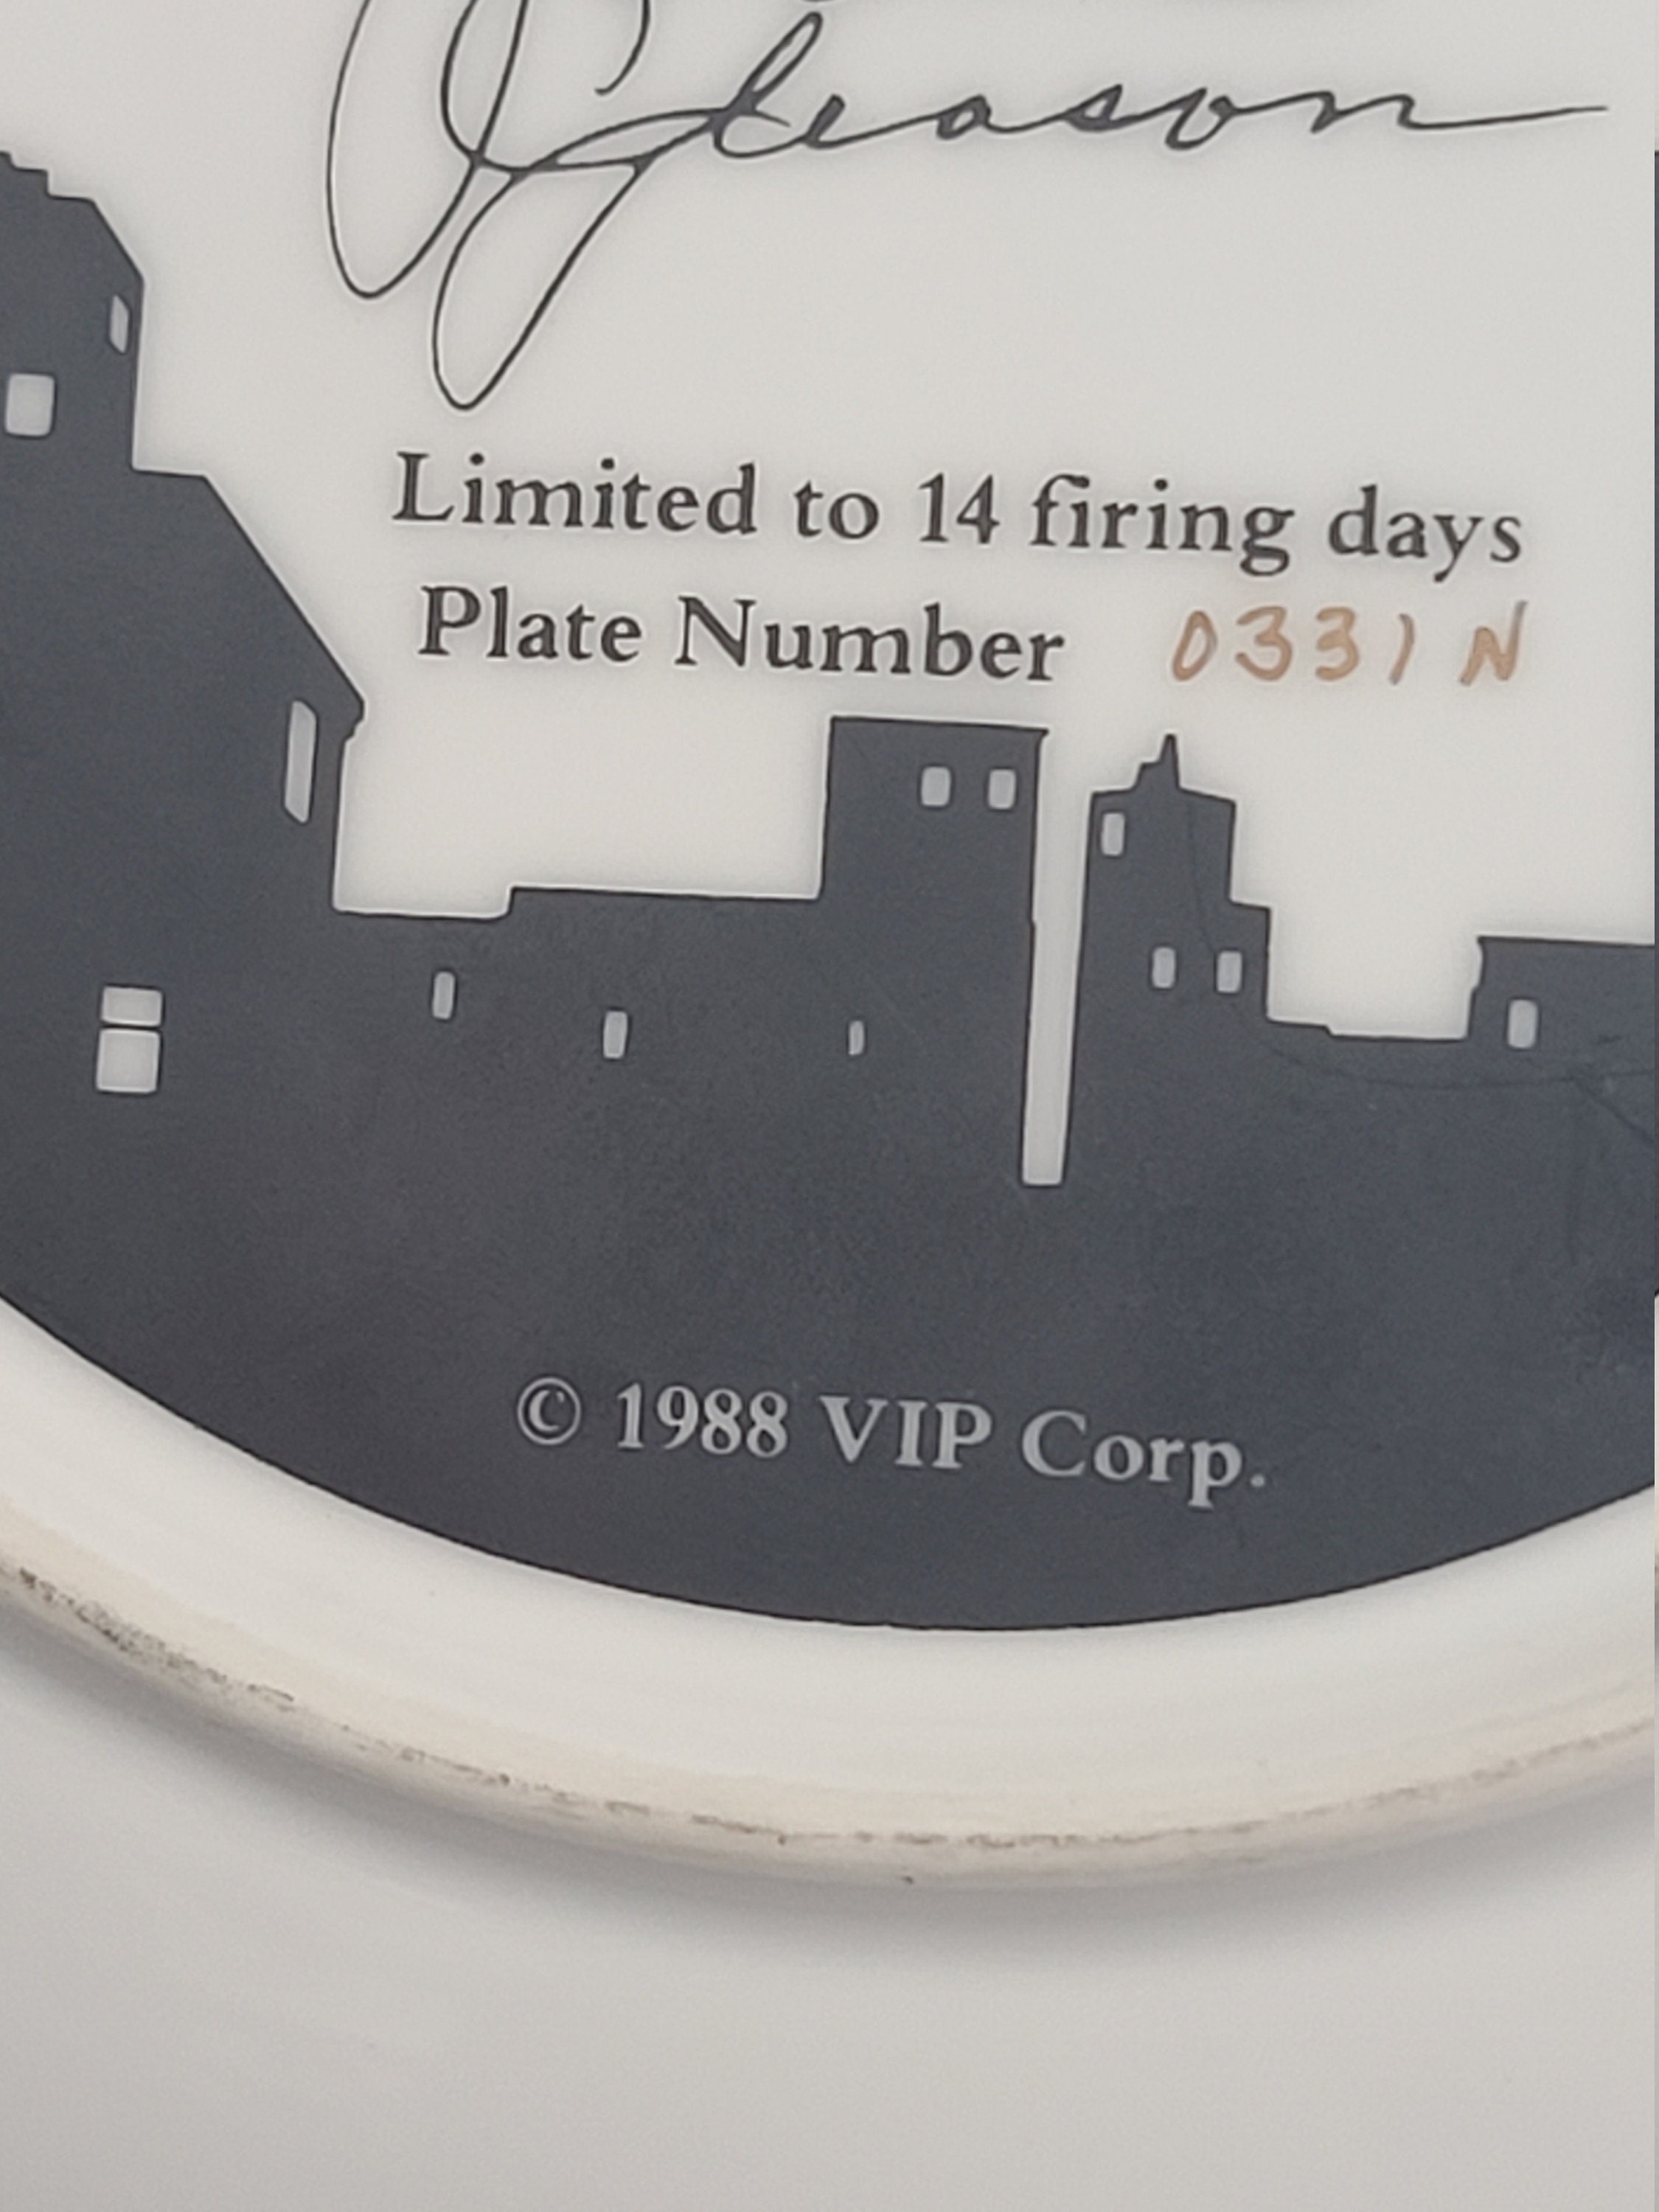 Gleason
Limited to 14 firing days
Plate Number 0331 N
© 1988 VIP Corp.